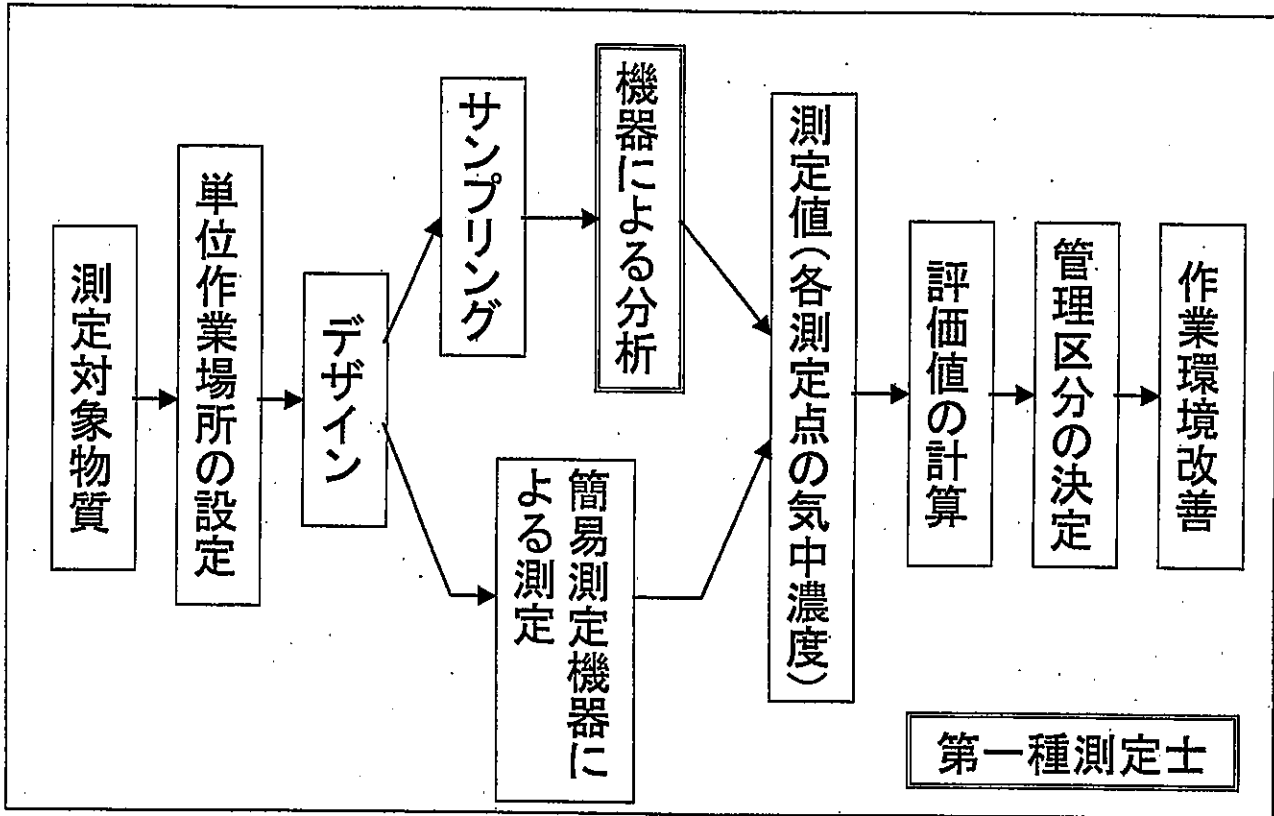 測定対象物質
単位作業場所の設定
デザイン
サンプリング
機器による分析
簡易測定機器に
よる測定
測定値(各測定点の気中濃度)
評価値の計算
管理区分の決定
作業環境改善
第一種測定士